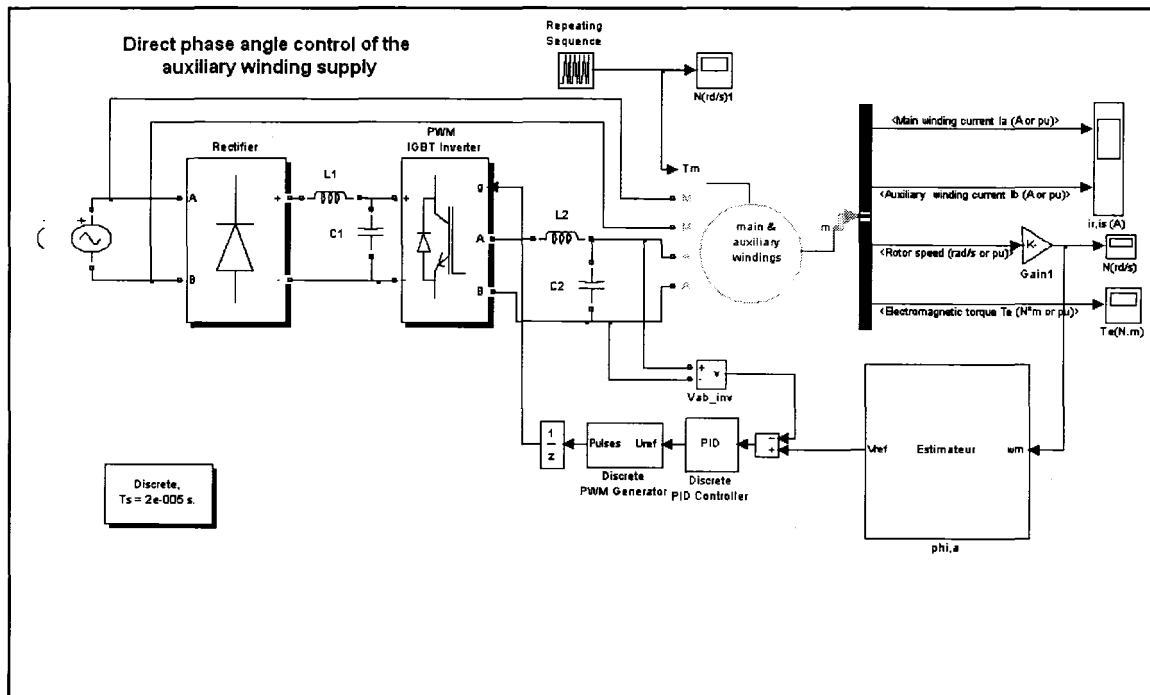 Direct phase angle control of the
auxiliary winding supply
Repeating
Sequence
N(rd/s)1
Rectifier
A
B
+
-
L1
C1
PWM
IGBT Inverter
g
+
-
A
B
L2
C2
Tm
M
M
A
A
main &
auxiliary
windings
m
<Main winding current Ia (A or pu)>
<Auxiliary winding current Ib (A or pu)>
ir,is (A)
<Rotor speed (rad/s or pu)>
K-
Gain1
N(rd/s)
<Electromagnetic torque Te (N*m or pu)>
Te(N.m)
+
-
v
Vab_inv
1
z
Pulses
Uref
Discrete
PWM Generator
PID
Discrete
PID Controller
-
+
Vref
Estimateur
wm
phi,a
Discrete,
Ts = 2e-005 s.